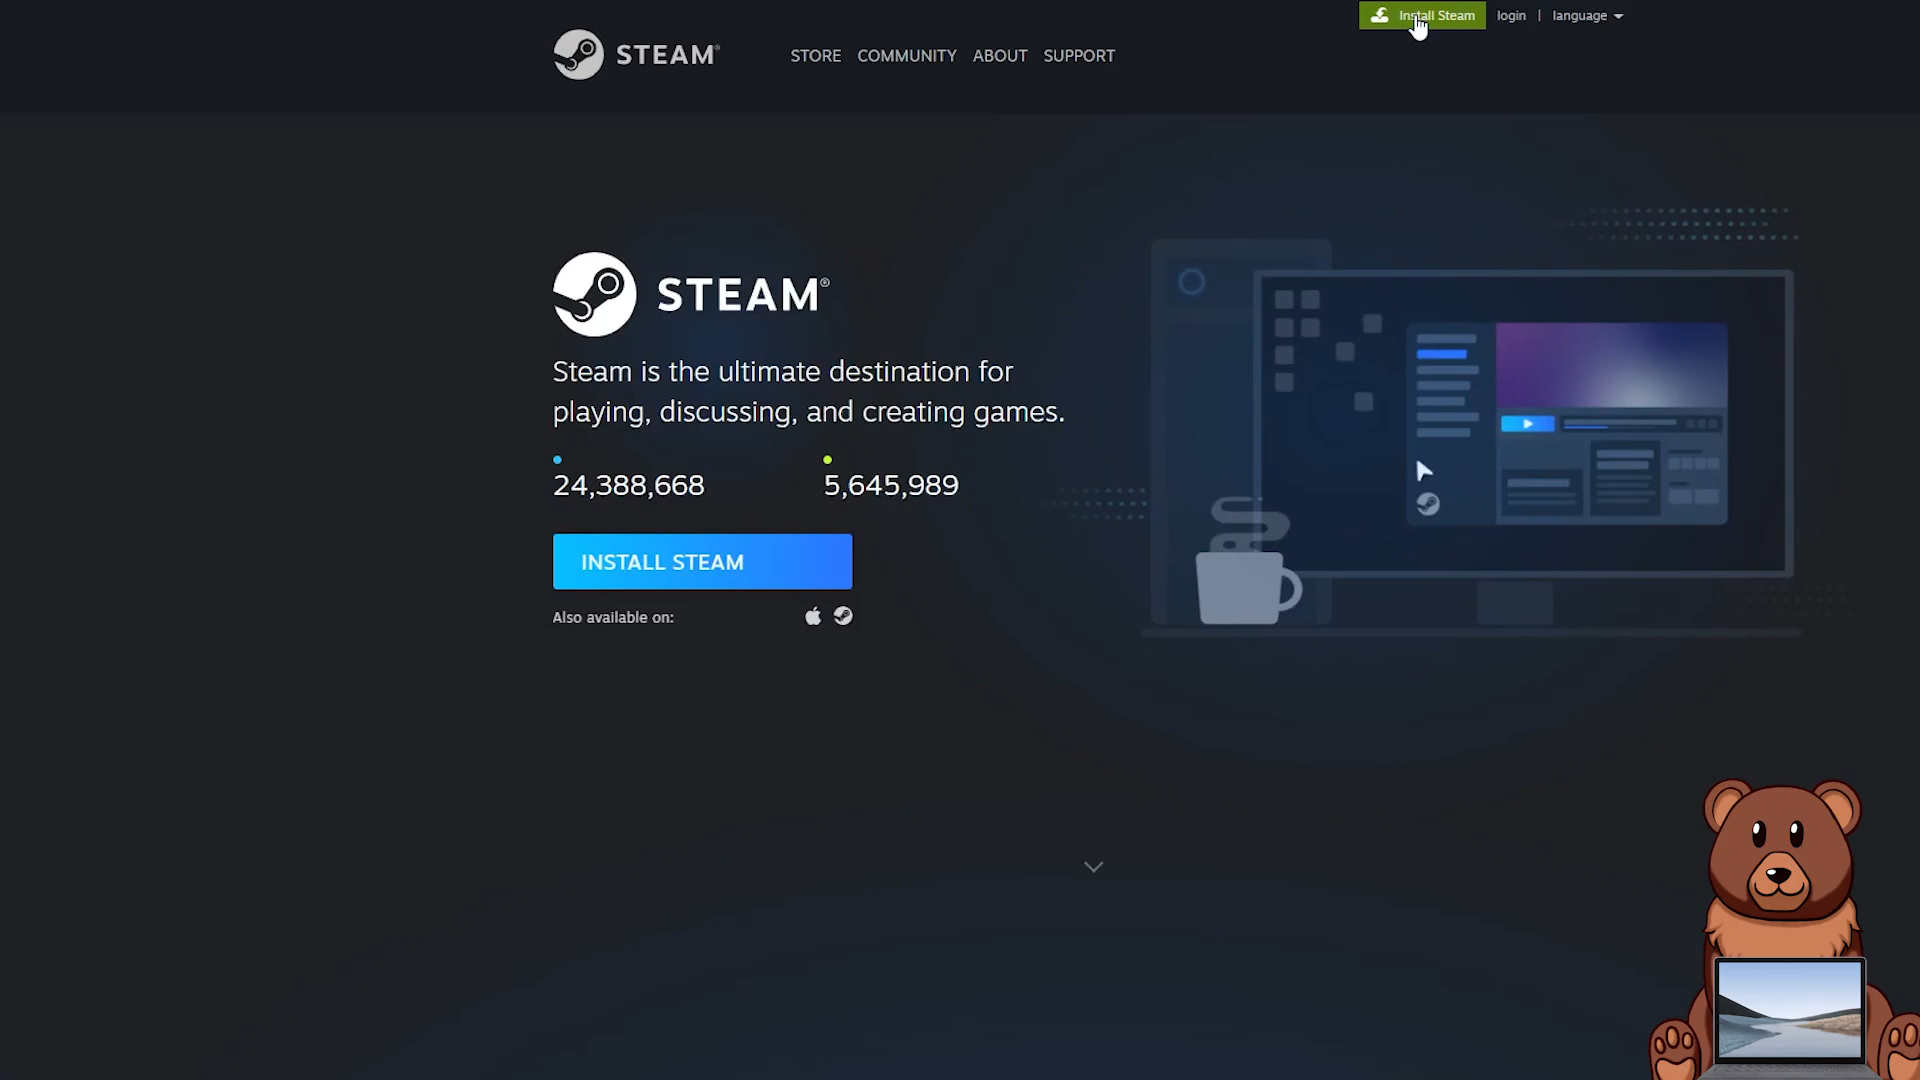 Install Steam login | language
STEAM®
STORE COMMUNITY ABOUT SUPPORT
STEAM®
Steam is the ultimate destination for
playing, discussing, and creating games.
24,388,668 5,645,989
INSTALL STEAM
Also available on: